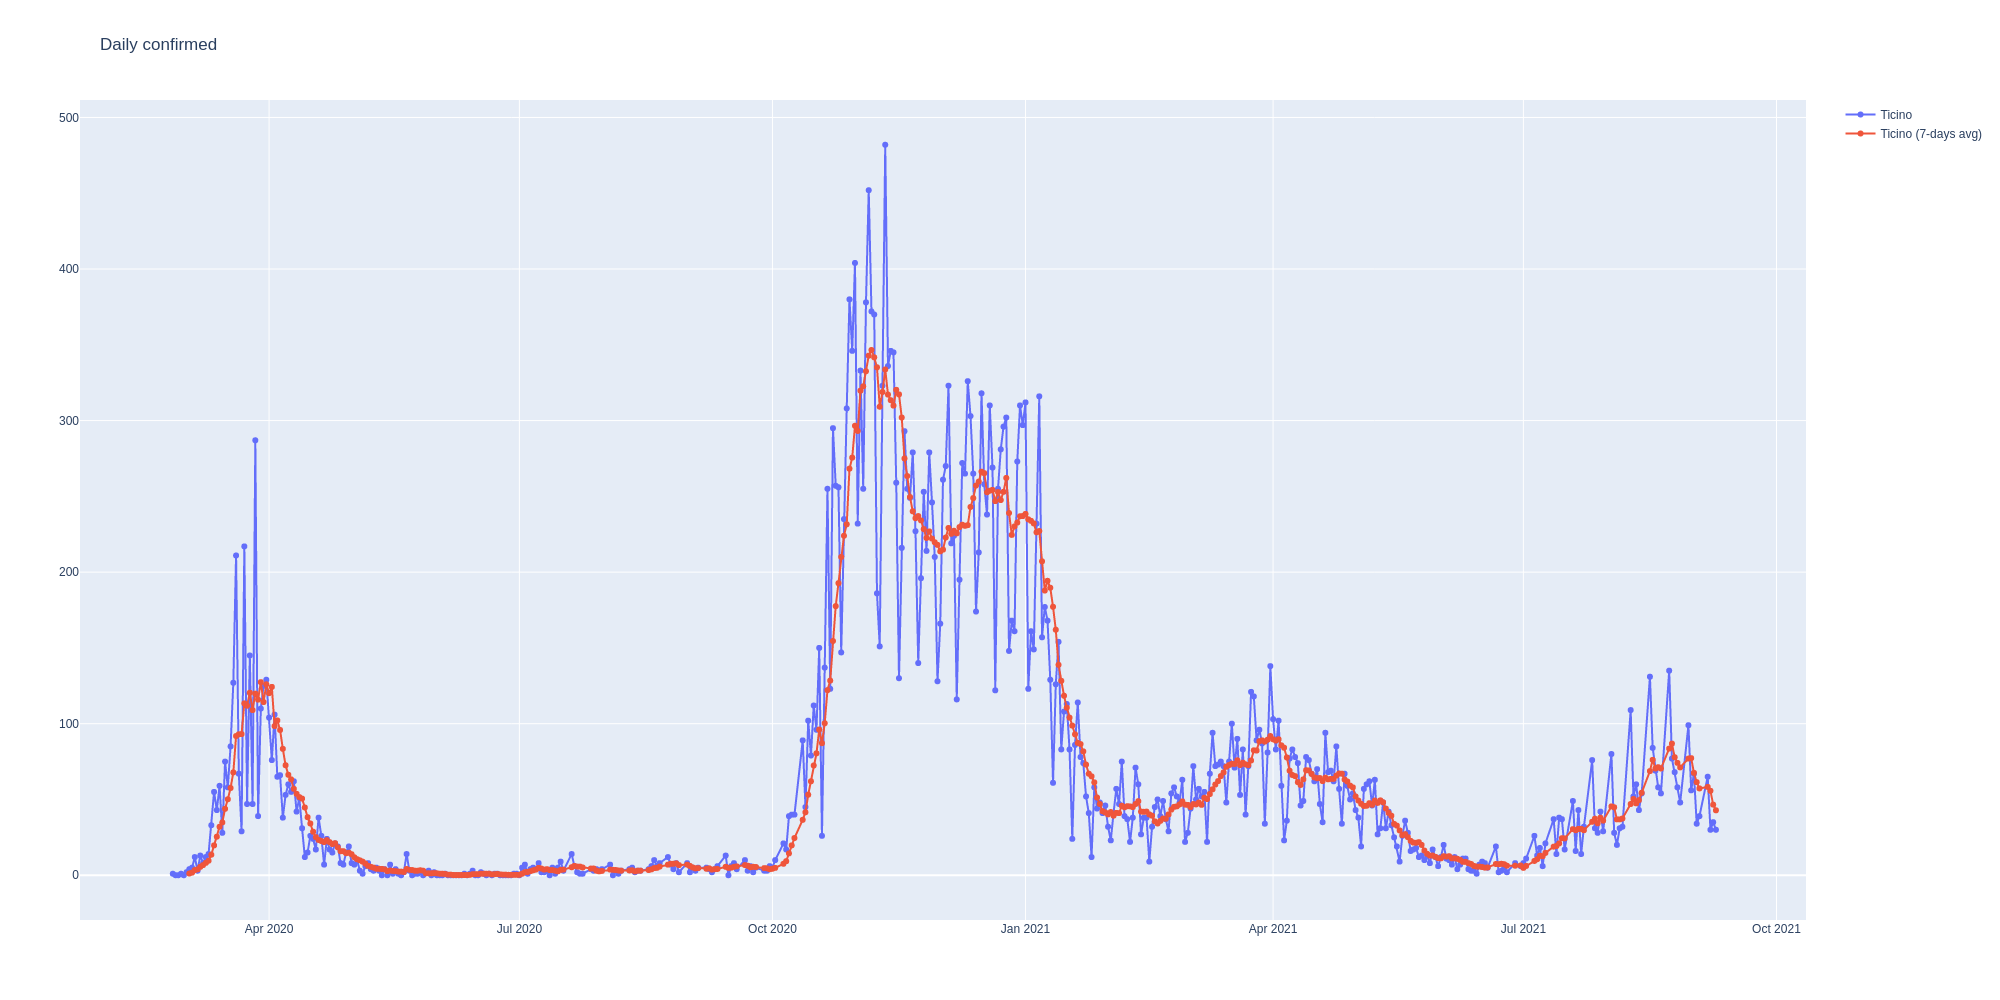 Daily confirmed
500
400
300
200
100
0
Apr 2020
Jul 2020
Oct 2020
Jan 2021
Apr 2021
Jul 2021
Oct 2021
Ticino
Ticino (7-days avg)